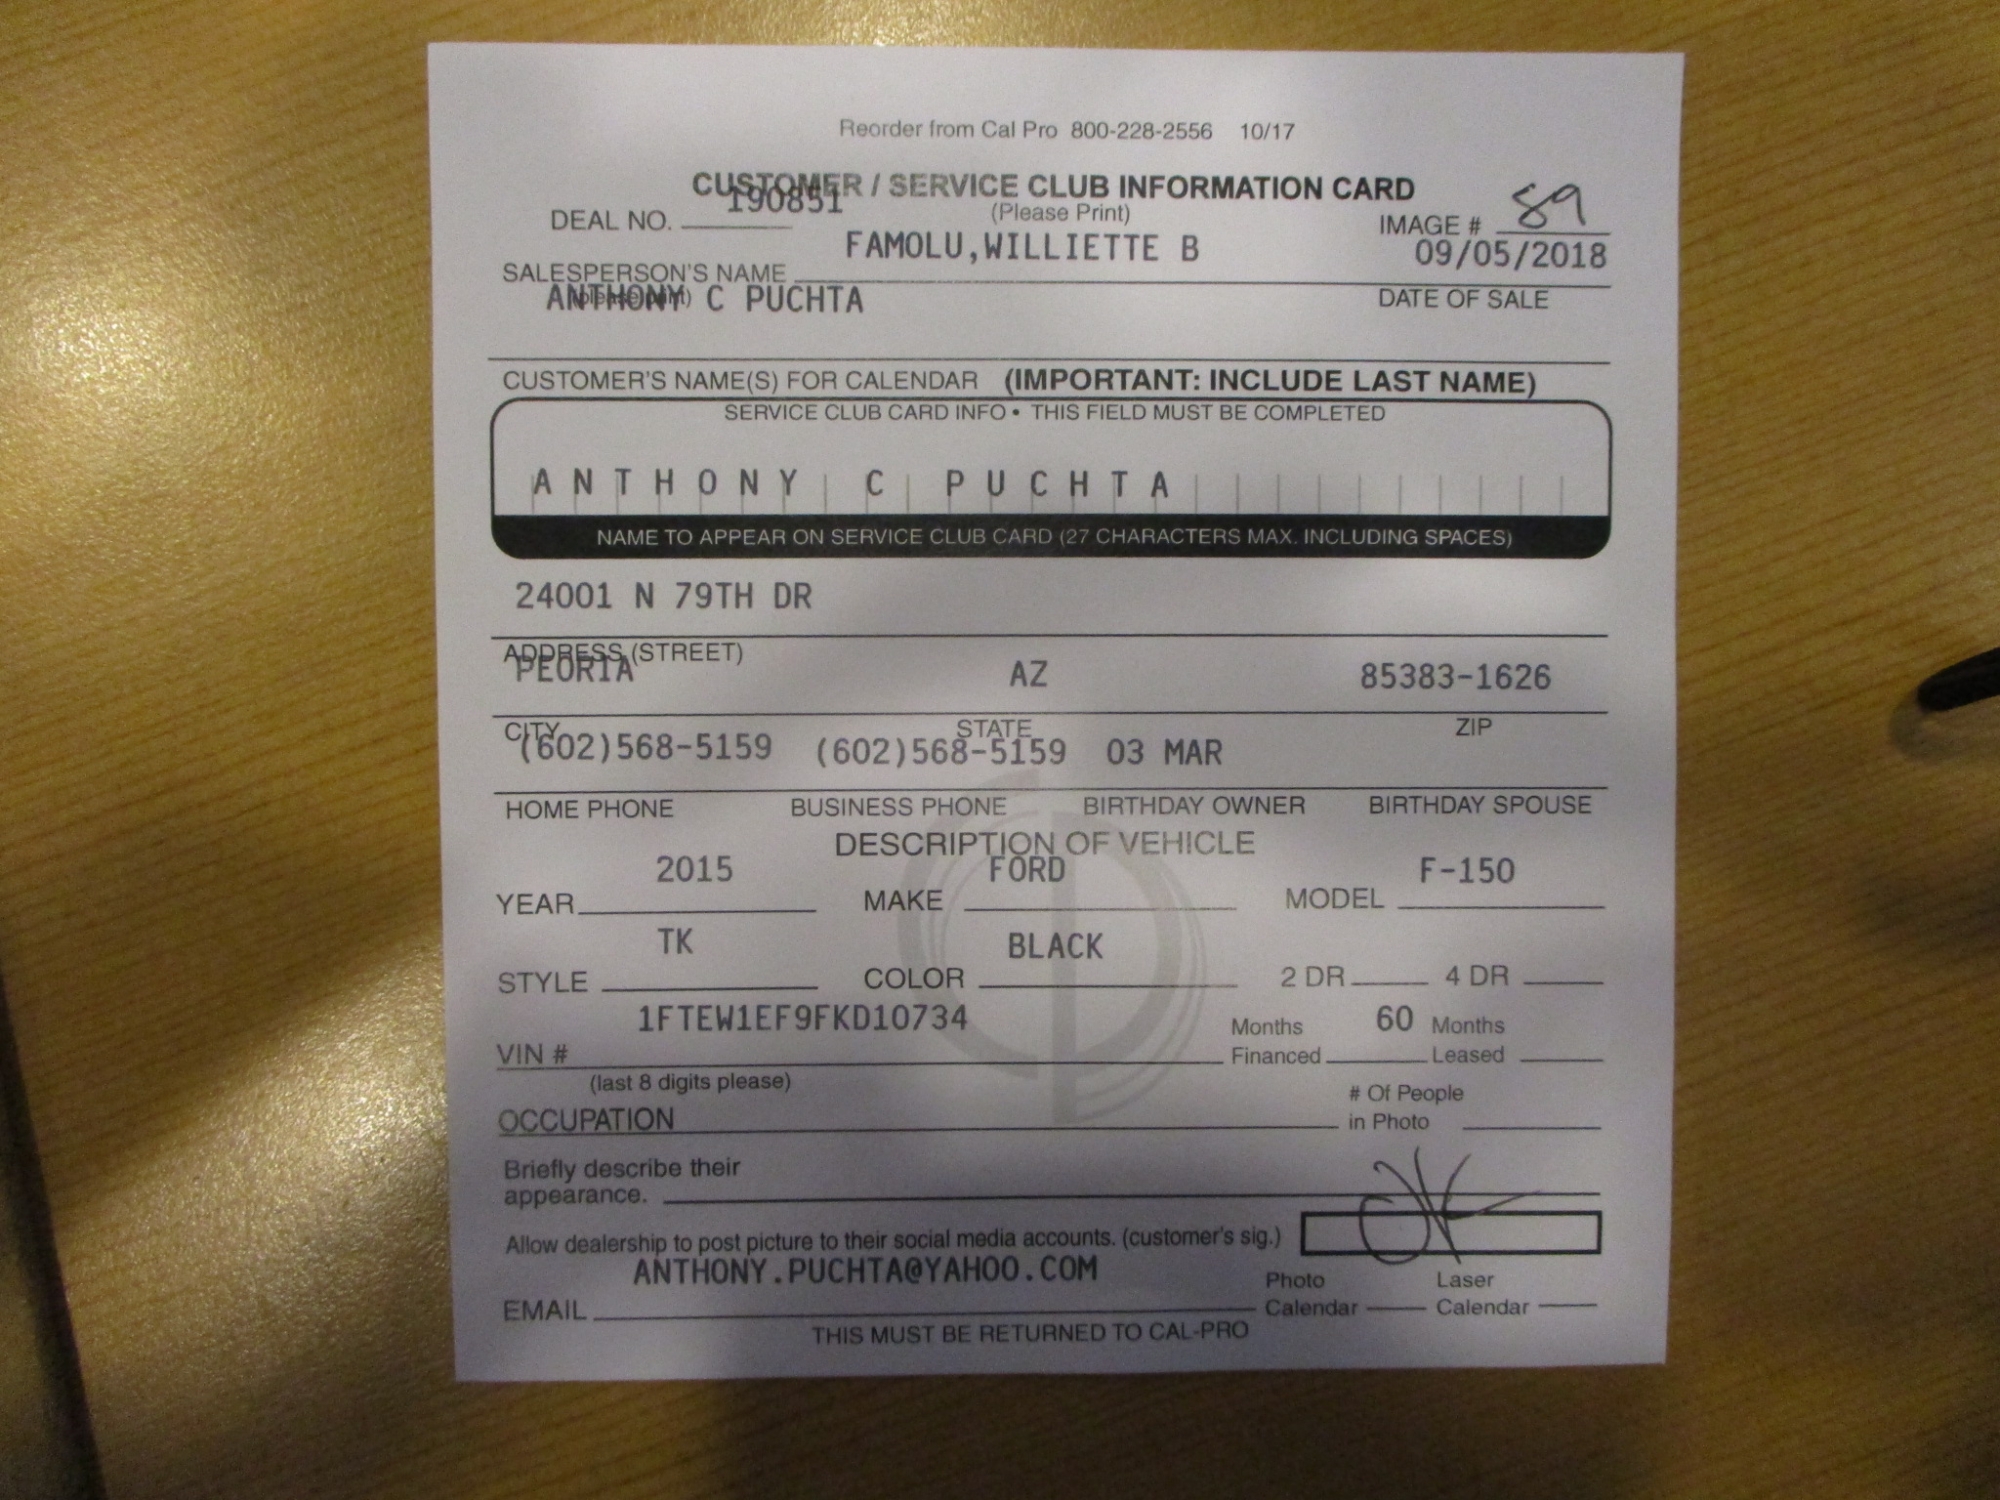 Reorder from Cal Pro 800-228-2556 10/17
CUSTOMER / SERVICE CLUB INFORMATION CARD
(Please Print)
DEAL NO. 190851
IMAGE # 89
SALESPERSON'S NAME FAMOLU,WILLIETTE B
09/05/2018
(please print)
DATE OF SALE
ANTHONY C PUCHTA
CUSTOMER'S NAME(S) FOR CALENDAR (IMPORTANT: INCLUDE LAST NAME)
SERVICE CLUB CARD INFO • THIS FIELD MUST BE COMPLETED
ANTHONY C PUCHTA
NAME TO APPEAR ON SERVICE CLUB CARD (27 CHARACTERS MAX. INCLUDING SPACES)
24001 N 79TH DR
ADDRESS (STREET)
PEORIA AZ 85383-1626
CITY STATE ZIP
(602)568-5159 (602)568-5159 03 MAR
HOME PHONE BUSINESS PHONE BIRTHDAY OWNER BIRTHDAY SPOUSE
DESCRIPTION OF VEHICLE
YEAR 2015 MAKE FORD MODEL F-150
STYLE TK COLOR BLACK 2 DR 4 DR
VIN # 1FTEW1EF9FKD10734 Months Financed 60 Months Leased
(last 8 digits please)
OCCUPATION # Of People in Photo
Briefly describe their
appearance.
Allow dealership to post picture to their social media accounts. (customer's sig.)
EMAIL ANTHONY.PUCHTA@YAHOO.COM Photo Calendar Laser Calendar
THIS MUST BE RETURNED TO CAL-PRO